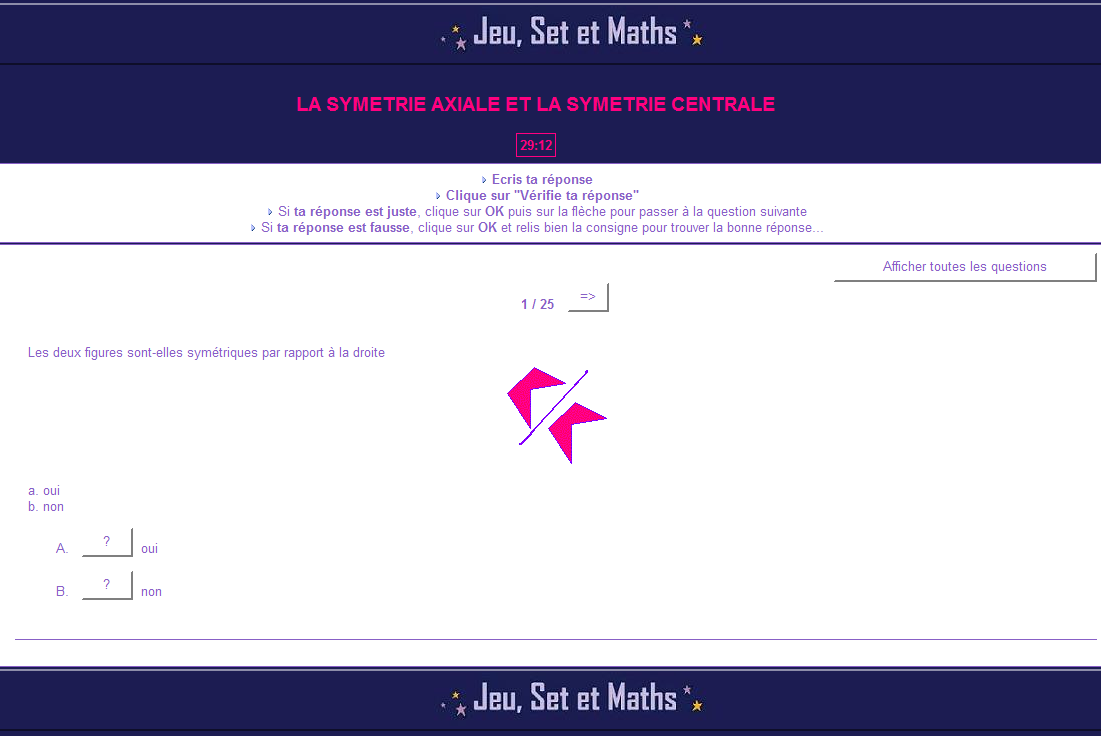 Jeu, Set et Maths
LA SYMETRIE AXIALE ET LA SYMETRIE CENTRALE
29:12
Ecris ta réponse
Clique sur "Vérifie ta réponse"
Si ta réponse est juste, clique sur OK puis sur la flèche pour passer à la question suivante
Si ta réponse est fausse, clique sur OK et relis bien la consigne pour trouver la bonne réponse...
Afficher toutes les questions
1 / 25 =>
Les deux figures sont-elles symétriques par rapport à la droite
a. oui
b. non
A. ? oui
B. ? non
Jeu, Set et Maths